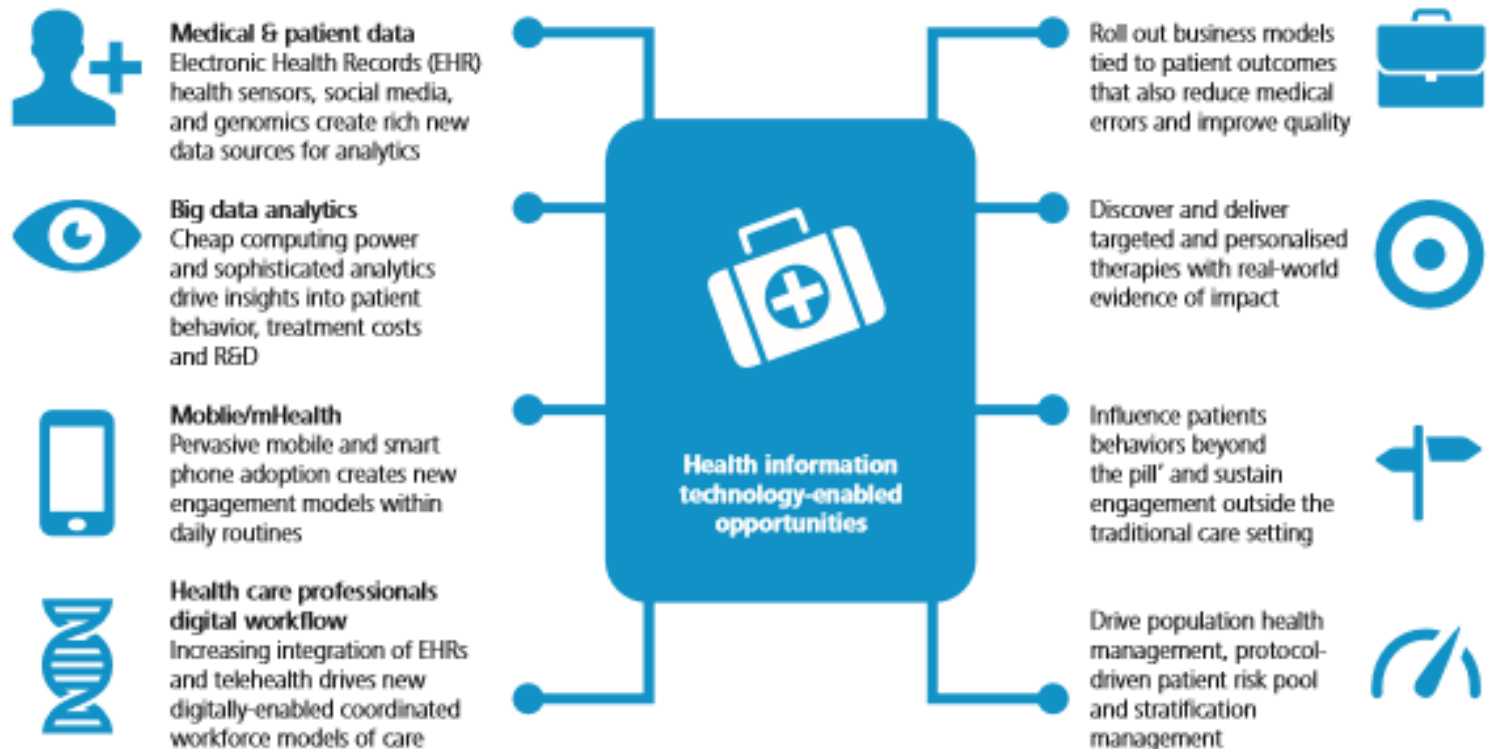 Medical & patient data
Electronic Health Records (EHR)
health sensors, social media,
and genomics create rich new
data sources for analytics
Big data analytics
Cheap computing power
and sophisticated analytics
drive insights into patient
behavior, treatment costs
and R&D
Moblie/mHealth
Pervasive mobile and smart
phone adoption creates new
engagement models within
daily routines
Health care professionals
digital workflow
Increasing integration of EHRs
and telehealth drives new
digitally-enabled coordinated
workforce models of care
Health information
technology-enabled
opportunities
Roll out business models
tied to patient outcomes
that also reduce medical
errors and improve quality
Discover and deliver
targeted and personalised
therapies with real-world
evidence of impact
Influence patients
behaviors beyond
the pill’ and sustain
engagement outside the
traditional care setting
Drive population health
management, protocol-
driven patient risk pool
and stratification
management